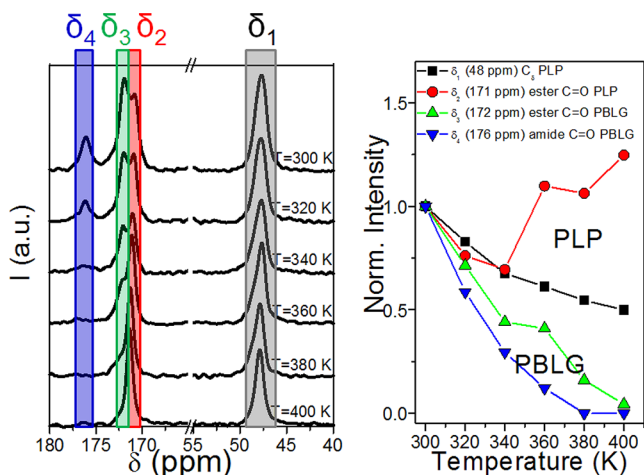 δ4 δ3 δ2 δ1
I (a.u.)
T=300 K
T=320 K
T=340 K
T=360 K
T=380 K
T=400 K
180 175 170 55 50 45 40
δ (ppm)
Norm. Intensity
1.5
1.0
0.5
0.0
δ1 (48 ppm) Cδ PLP
δ2 (171 ppm) ester C=O PLP
δ3 (172 ppm) ester C=O PBLG
δ4 (176 ppm) amide C=O PBLG
PLP
PBLG
300 320 340 360 380 400
Temperature (K)